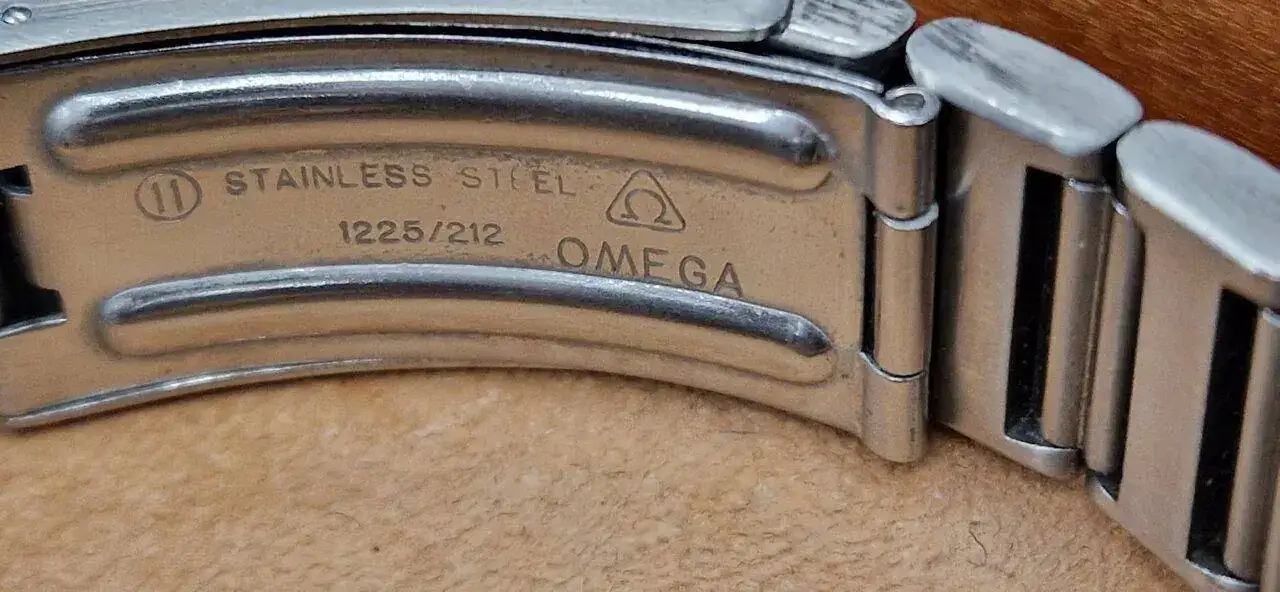 11 STAINLESS STEEL Ω
1225/212
OMEGA